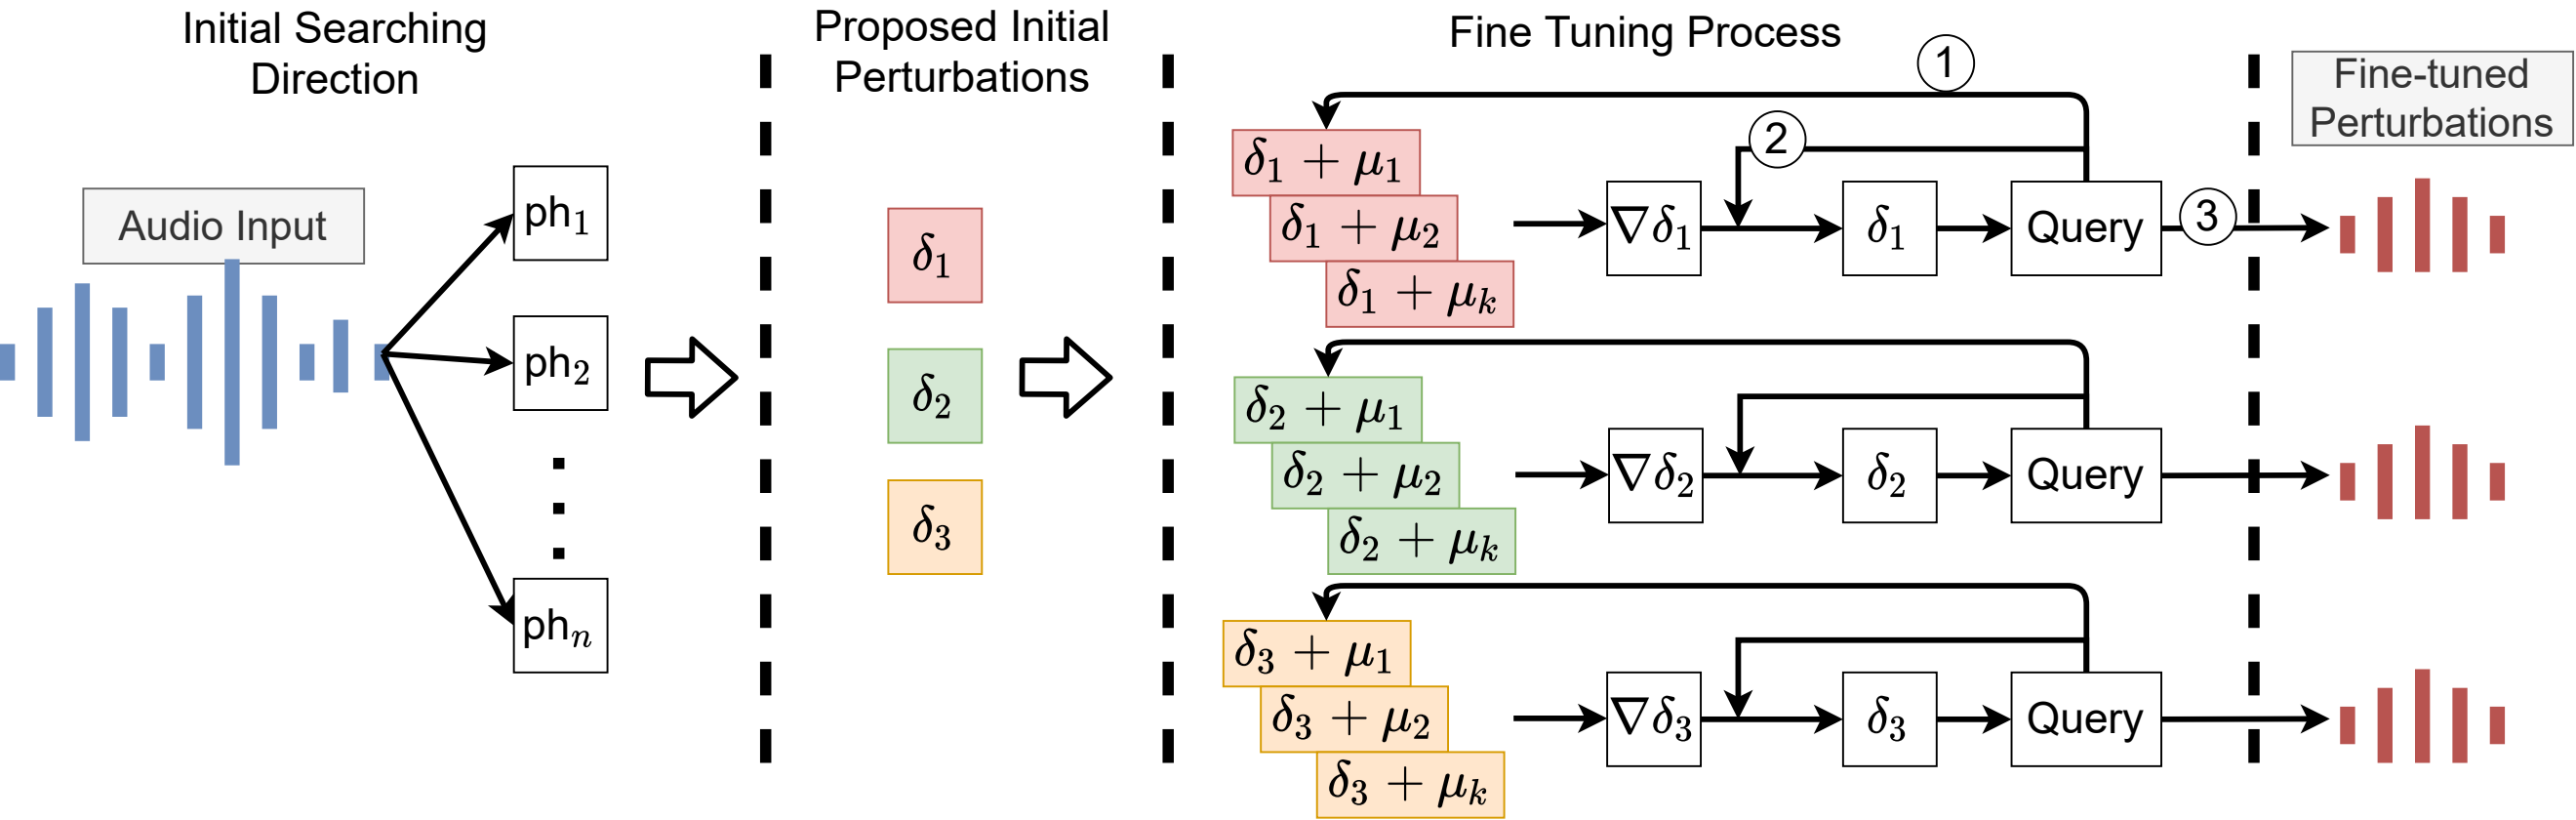 Initial Searching
Direction
Audio Input
ph₁
ph₂
phₙ
Proposed Initial
Perturbations
δ₁
δ₂
δ₃
Fine Tuning Process
1
2
δ₁ + μ₁
δ₁ + μ₂
δ₁ + μₖ
∇δ₁
δ₁
Query
3
δ₂ + μ₁
δ₂ + μ₂
δ₂ + μₖ
∇δ₂
δ₂
Query
δ₃ + μ₁
δ₃ + μ₂
δ₃ + μₖ
∇δ₃
δ₃
Query
Fine-tuned
Perturbations